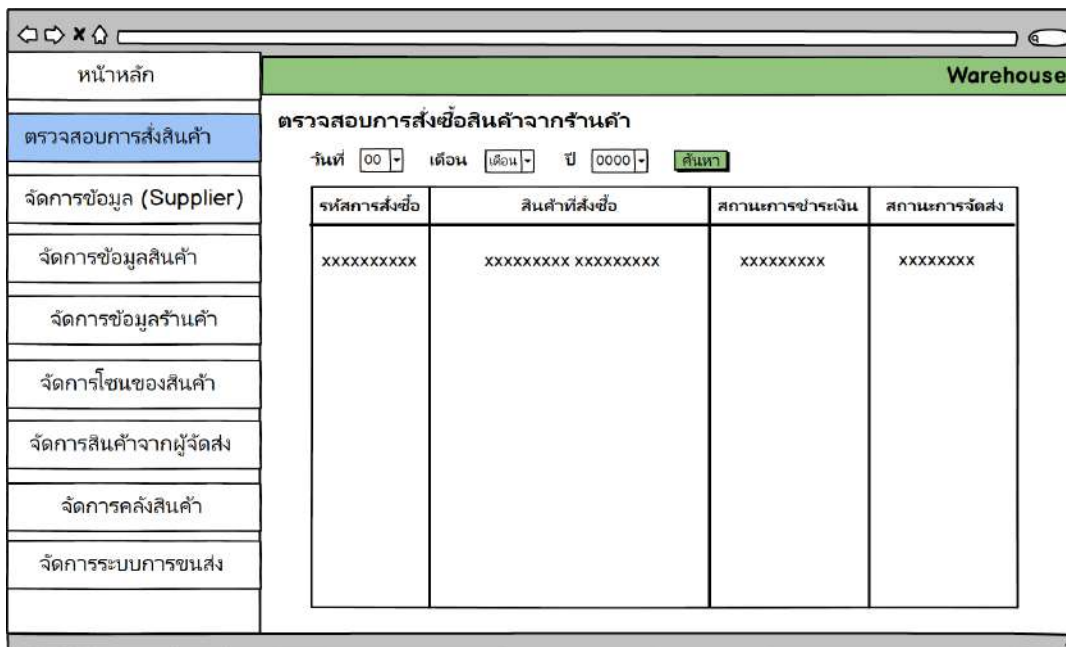 หน้าหลัก
Warehouse
ตรวจสอบการสั่งสินค้า
จัดการข้อมูล (Supplier)
จัดการข้อมูลสินค้า
จัดการข้อมูลร้านค้า
จัดการโซนของสินค้า
จัดการสินค้าจากผู้จัดส่ง
จัดการคลังสินค้า
จัดการระบบการขนส่ง
ตรวจสอบการสั่งซื้อสินค้าจากร้านค้า
วันที่ 00 เดือน เดือน ปี 0000 ค้นหา
รหัสการสั่งซื้อ สินค้าที่สั่งซื้อ สถานะการชำระเงิน สถานะการจัดส่ง
xxxxxxxxxx xxxxxxxxx xxxxxxxxx xxxxxxxxx xxxxxxxx